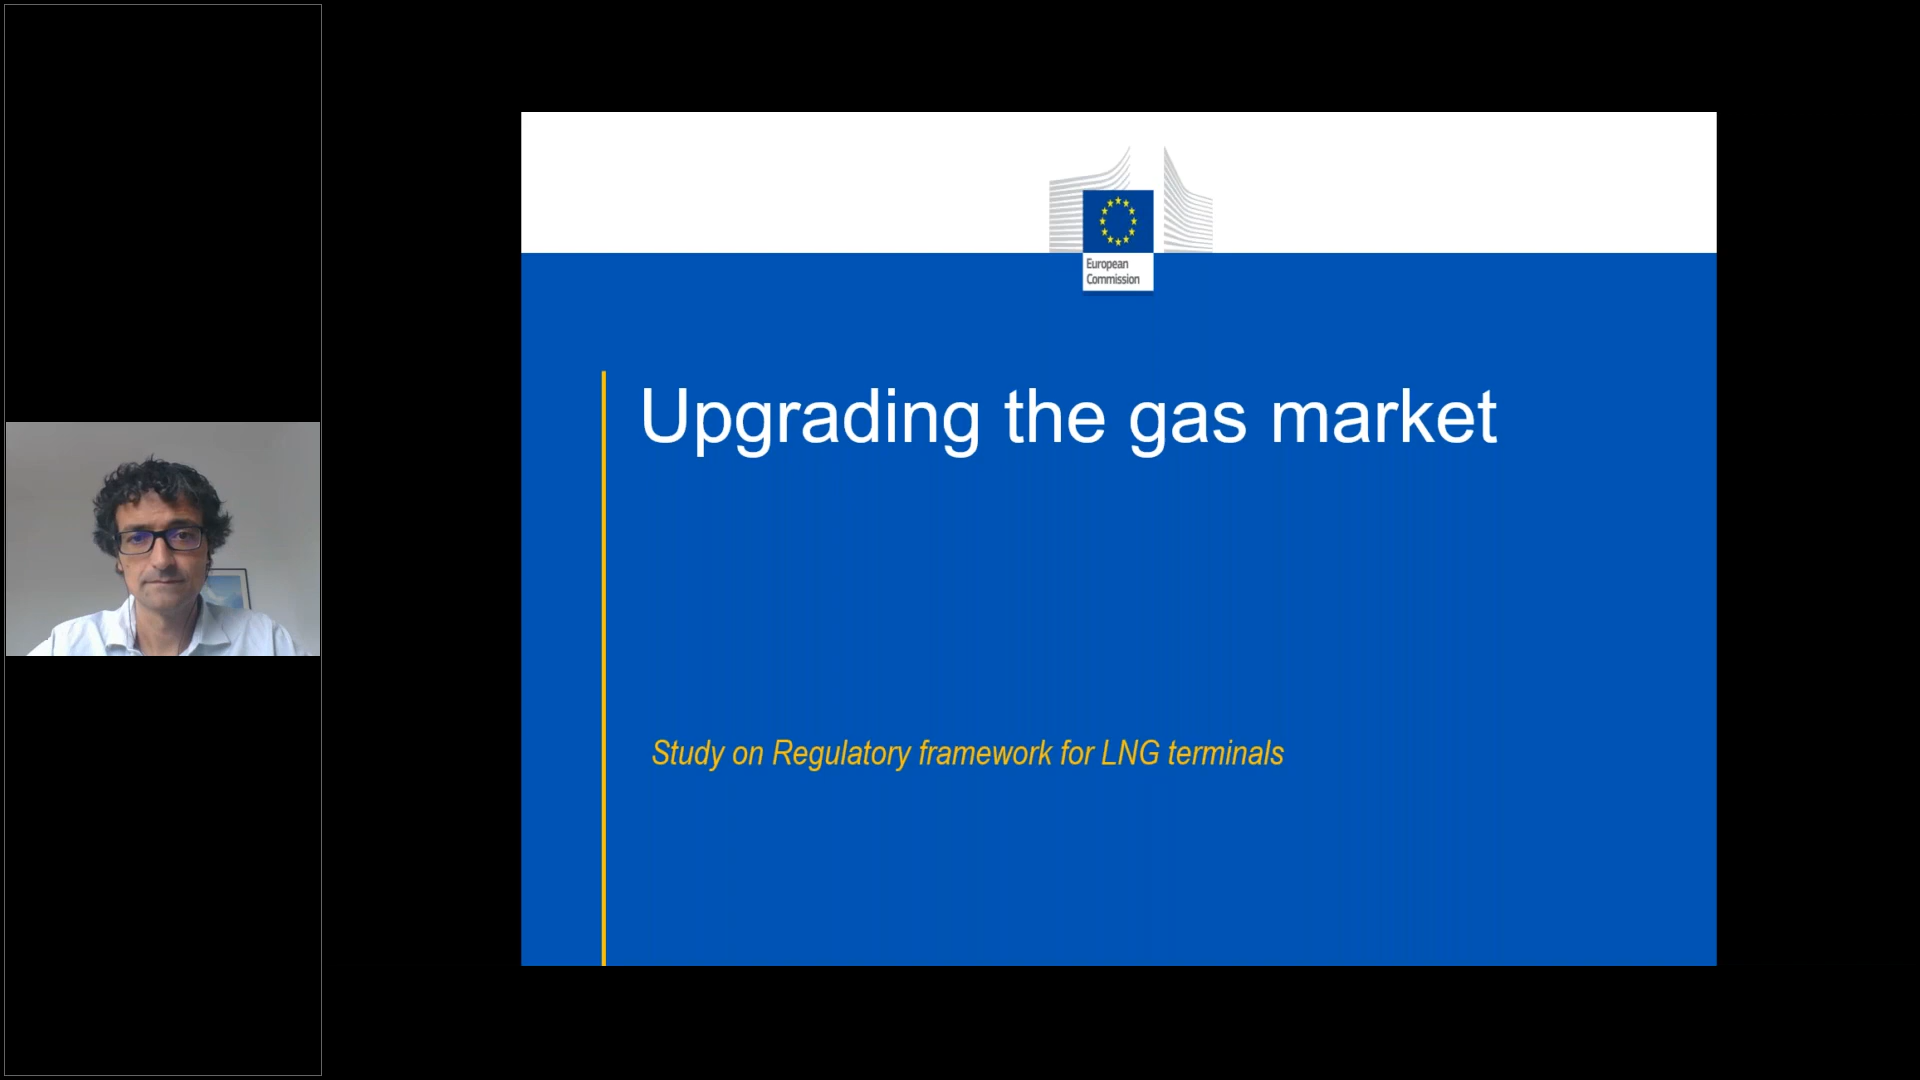 European
Commission
Upgrading the gas market
Study on Regulatory framework for LNG terminals